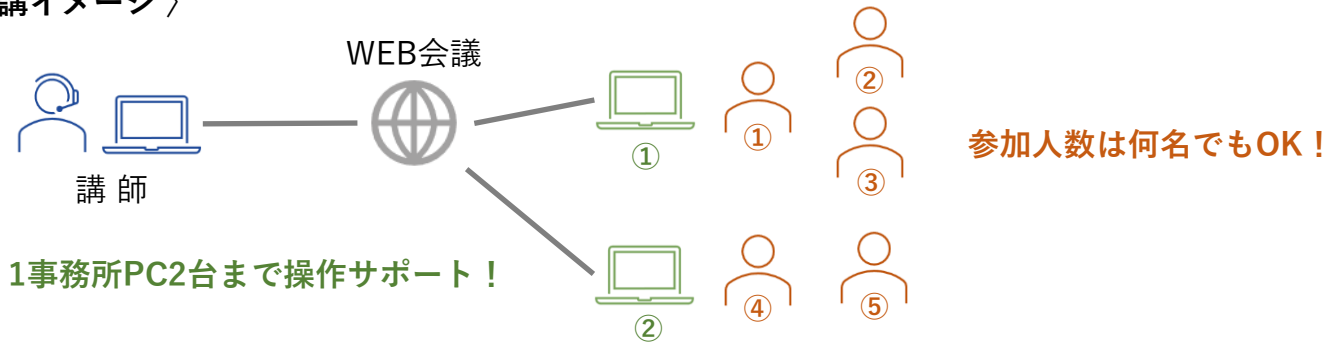 講イメージ 〉
WEB会議
講 師
1事務所PC2台まで操作サポート！
①
②
①
②
③
④
⑤
参加人数は何名でもOK！